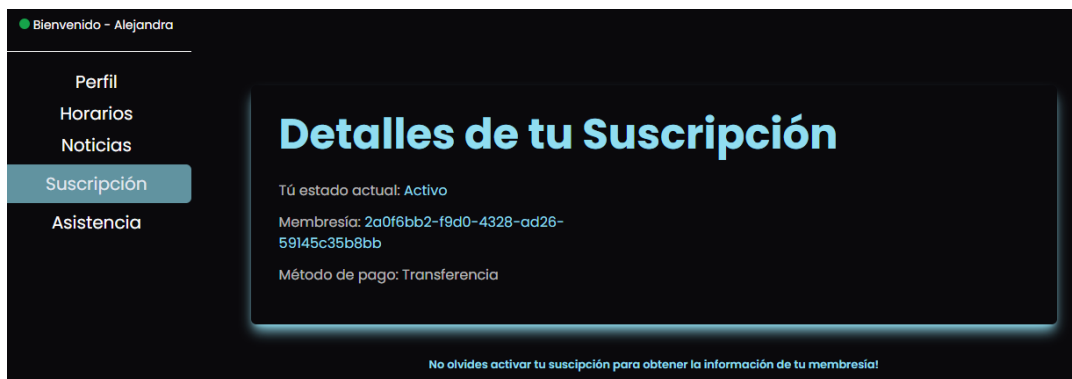 Bienvenido - Alejandra
Perfil
Horarios
Noticias
Suscripción
Asistencia
Detalles de tu Suscripción
Tú estado actual: Activo
Membresía: 2a0f6bb2-f9d0-4328-ad26-
59145c35b8bb
Método de pago: Transferencia
No olvides activar tu suscipción para obtener la información de tu membresía!